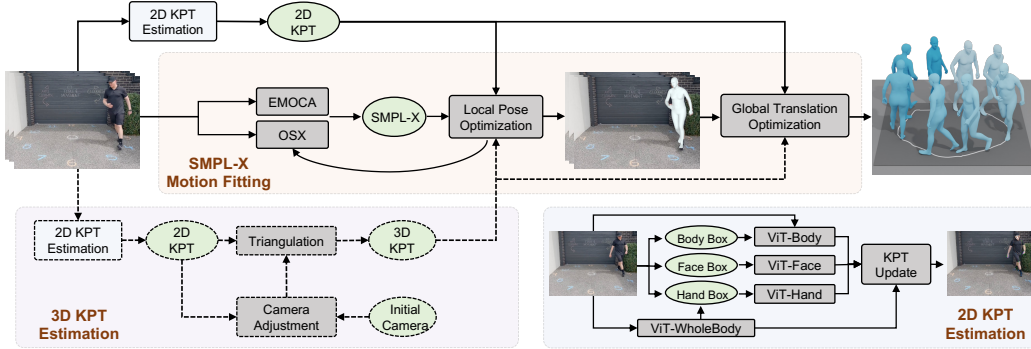 2D KPT
Estimation
2D
KPT
EMOCA
OSX
SMPL-X
Local Pose
Optimization
Global Translation
Optimization
SMPL-X
Motion Fitting
2D KPT
Estimation
2D
KPT
Triangulation
3D
KPT
Camera
Adjustment
Initial
Camera
3D KPT
Estimation
Body Box
ViT-Body
Face Box
ViT-Face
Hand Box
ViT-Hand
KPT
Update
ViT-WholeBody
2D KPT
Estimation